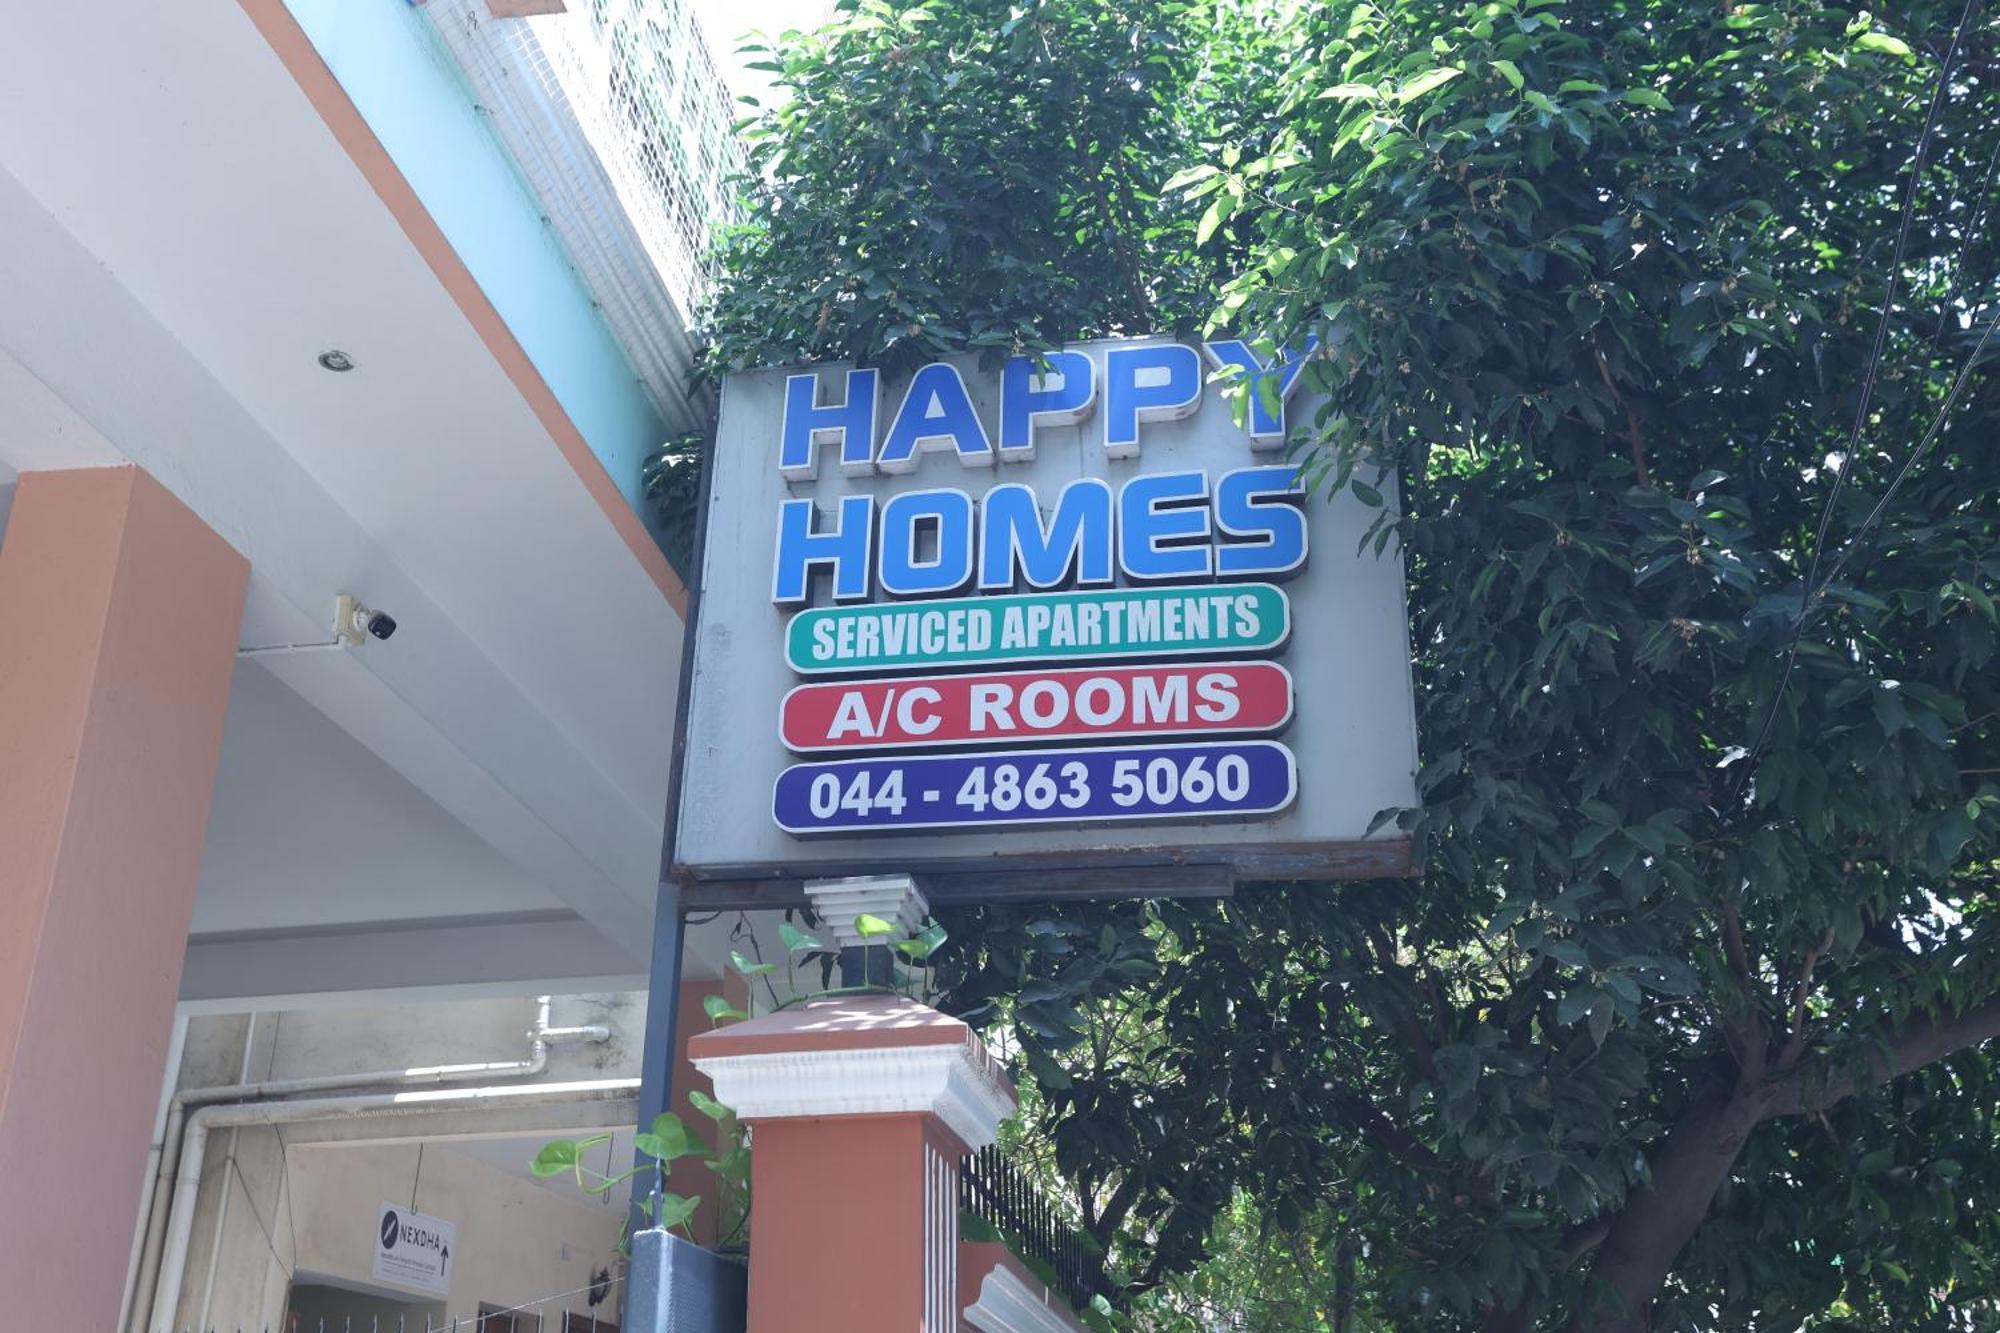 HAPPY
HOMES
SERVICED APARTMENTS
A/C ROOMS
044 - 4863 5060
NEXDHA